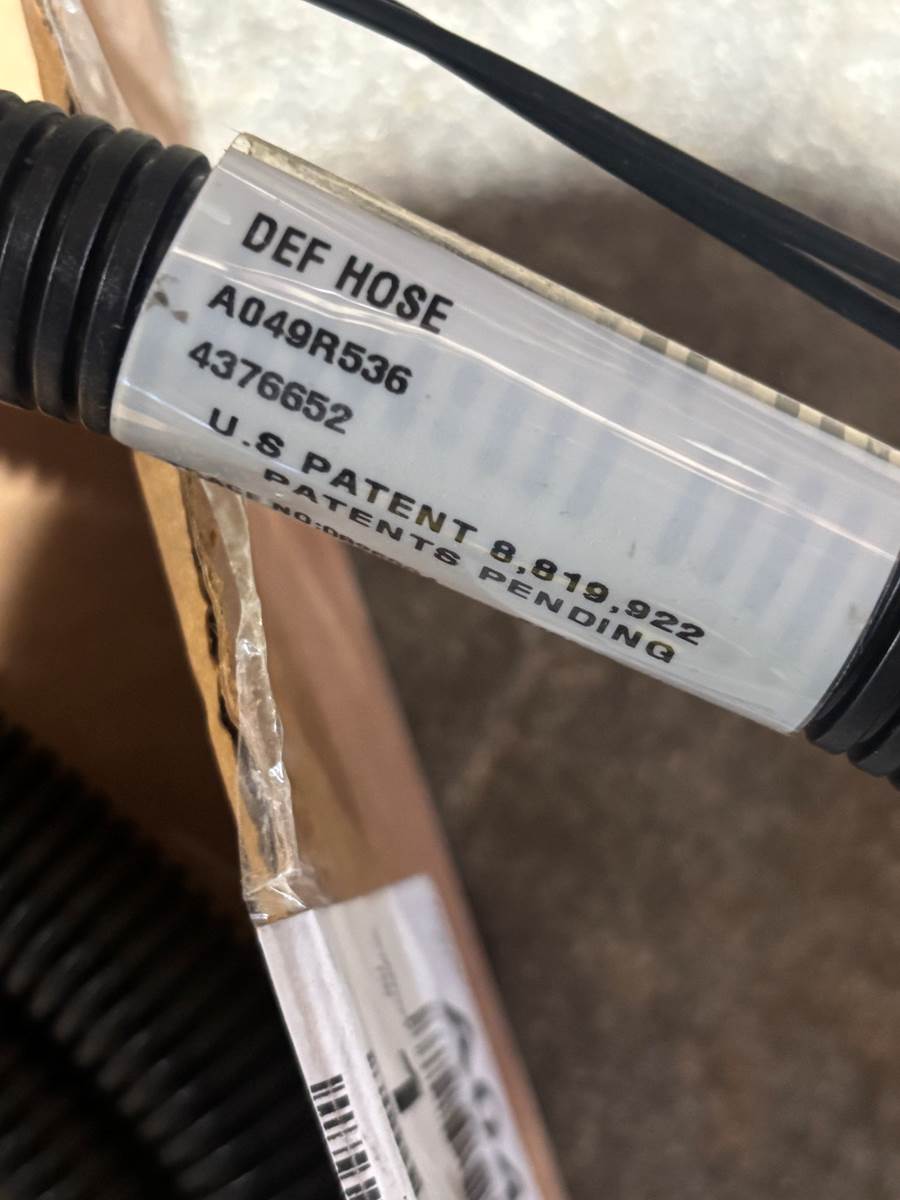 DEF HOSE
A049R536
4376652
U.S PATENT 8,819,922
PATENTS PENDING